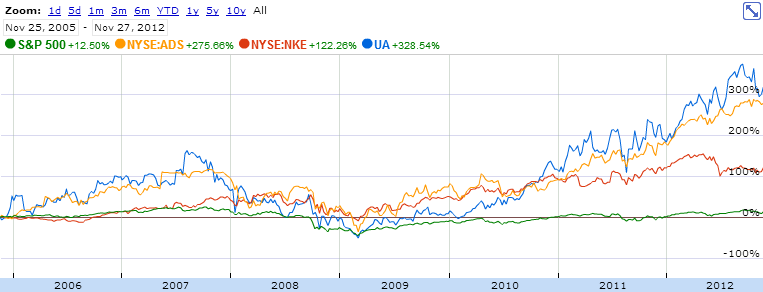 Zoom: 1d 5d 1m 3m 6m YTD 1y 5y 10y All
Nov 25, 2005 - Nov 27, 2012
S&P 500 +12.50% NYSE:ADS +275.66% NYSE:NKE +122.26% UA +328.54%
300%
200%
100%
0%
-100%
2006 2007 2008 2009 2010 2011 2012